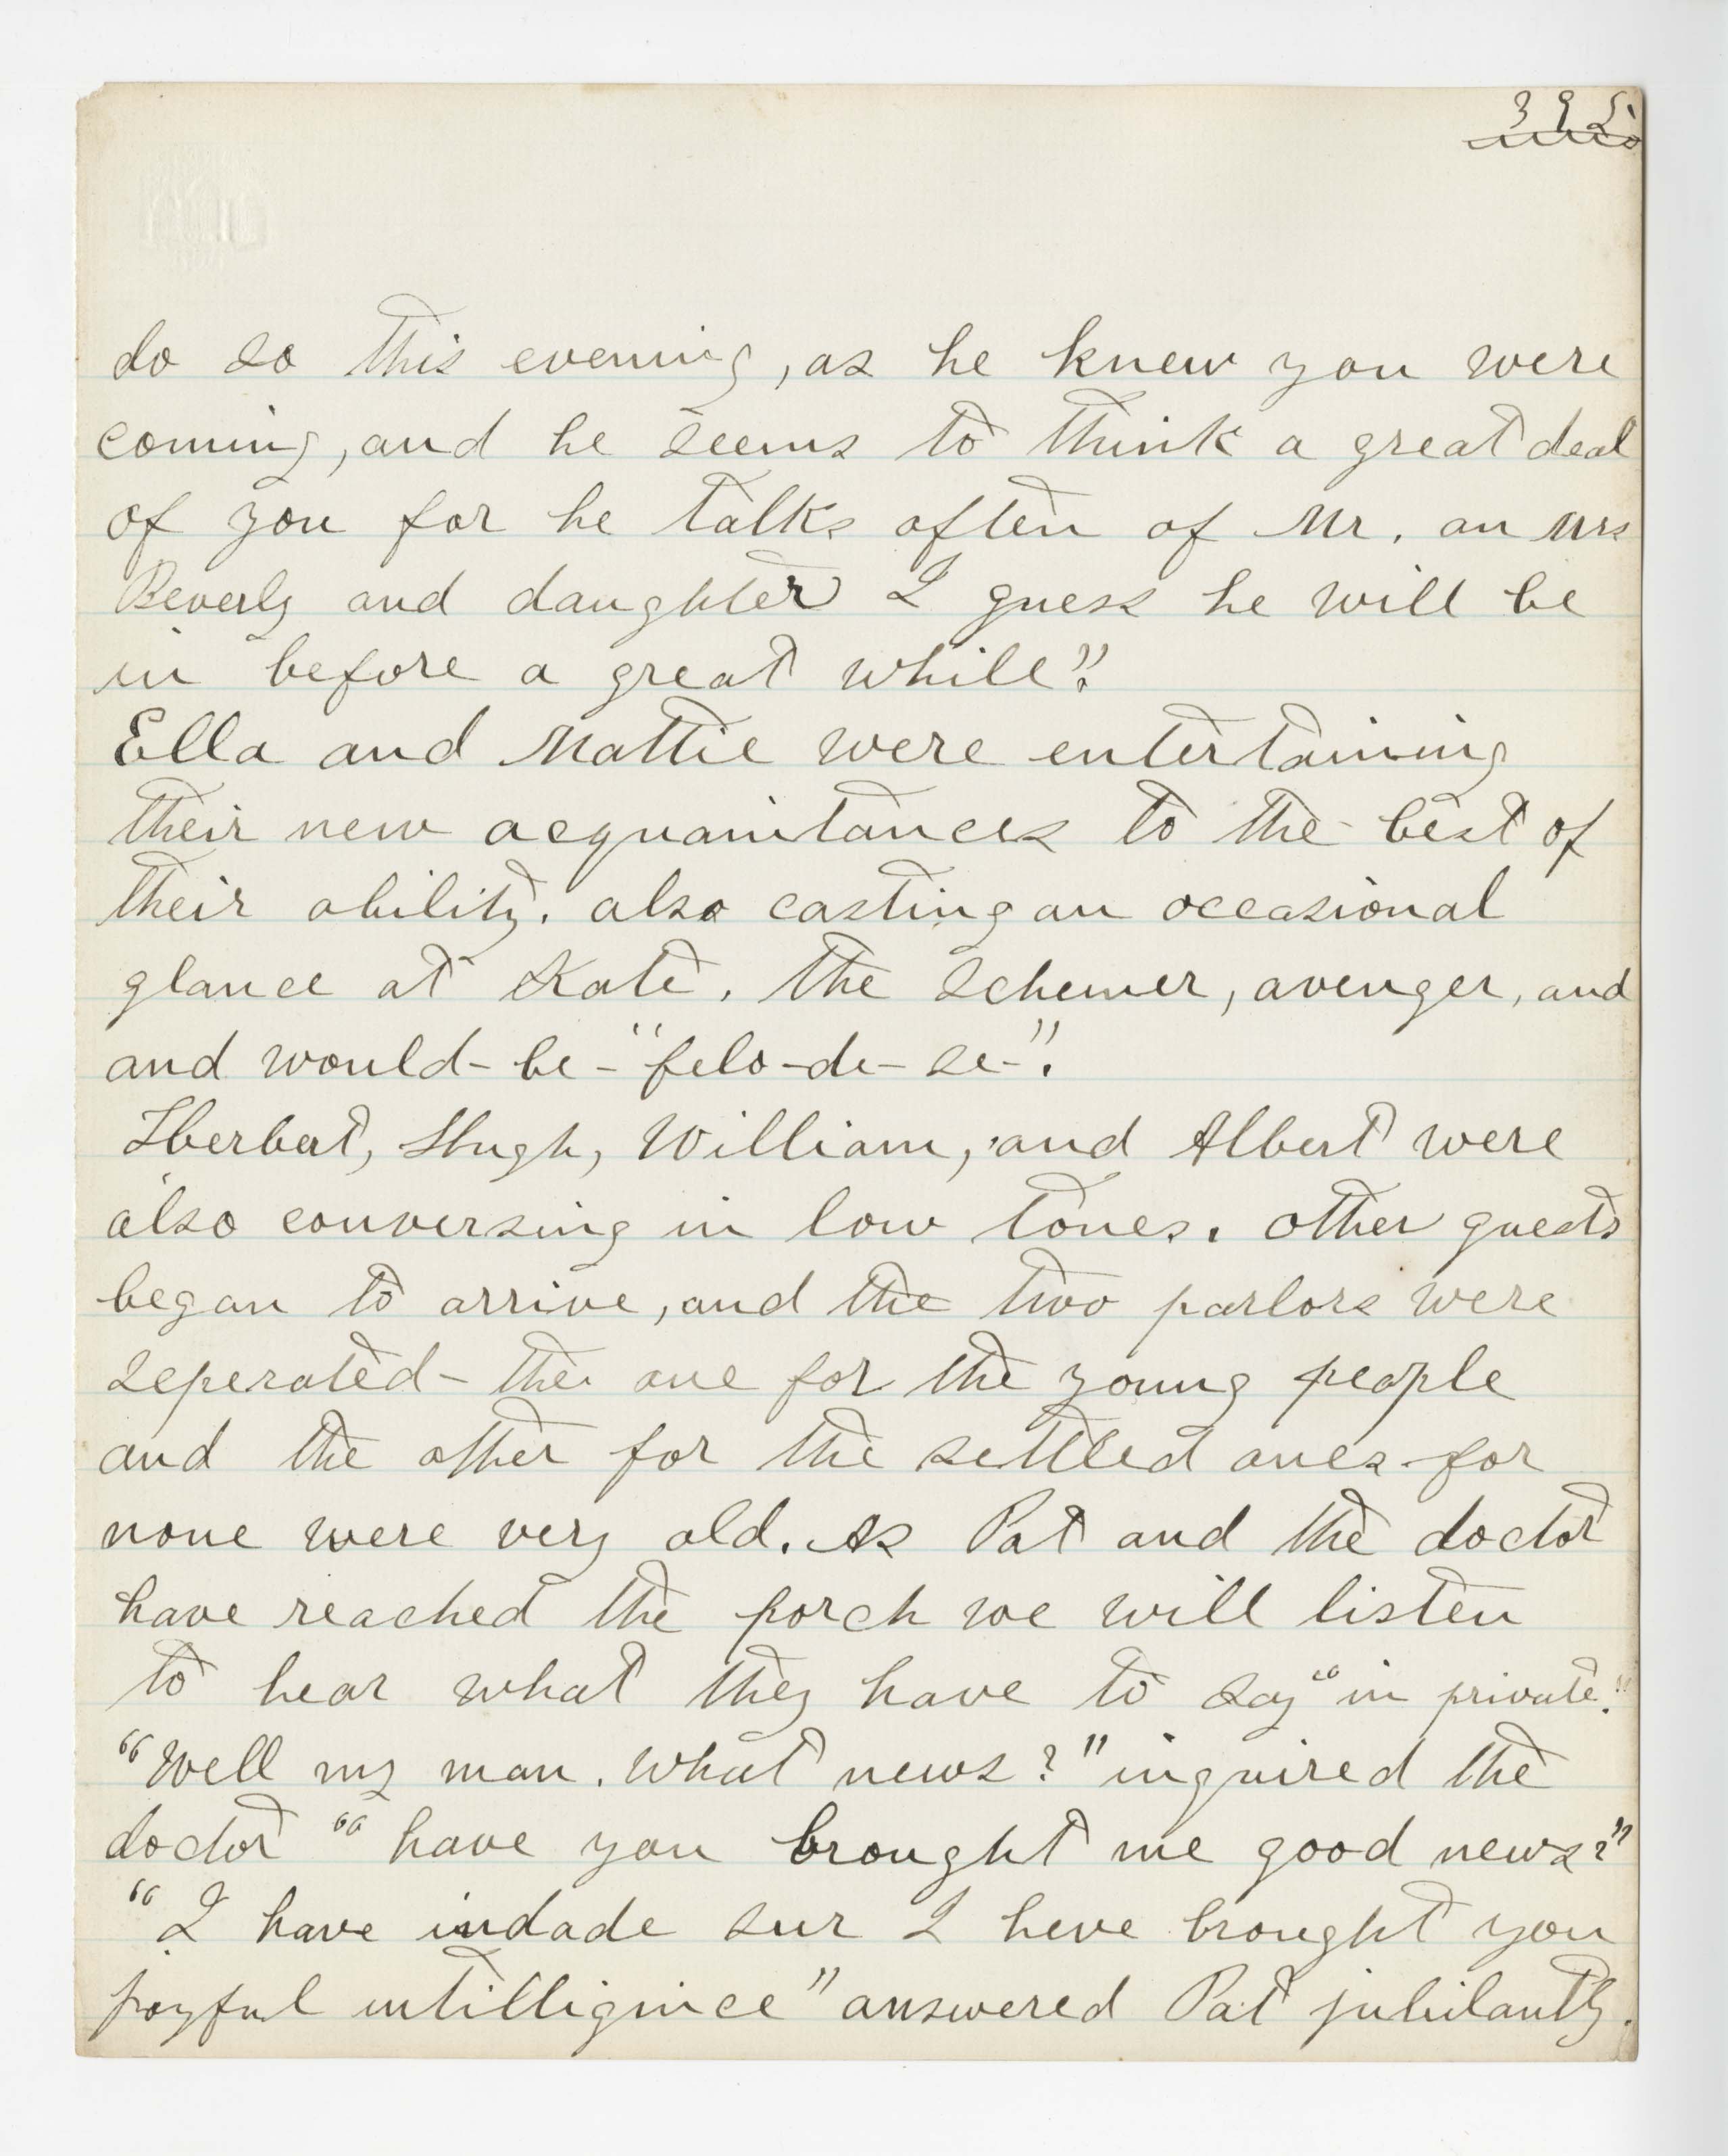 395
do so this evening, as he knew you were
coming, and he seems to think a great deal
of you for he talks often of Mr. an Mrs
Beverly and daughter I guess he will be
in before a great while".
Ella and Mattie were entertaining
their new acquanitances to the best of
their ability. also casting an occasional
glance at Kate. the schemer, avenger, and
and would-be-"felo-de-se-".
Herbert, Hugh, William, and Albert were
also conversing in low tones. other guests
began to arrive, and the two parlors were
seperated- the one for the young people
and the other for the settled ones for
none were very old. As Pat and the doctor
have reached the porch we will listen
to hear what they have to say "in private."
"Well my man. What news?" inquired the
doctor "have you brought me good news?"
"I have indade sur I heve brought you
joyful intilligince" answered Pat jubilantly.